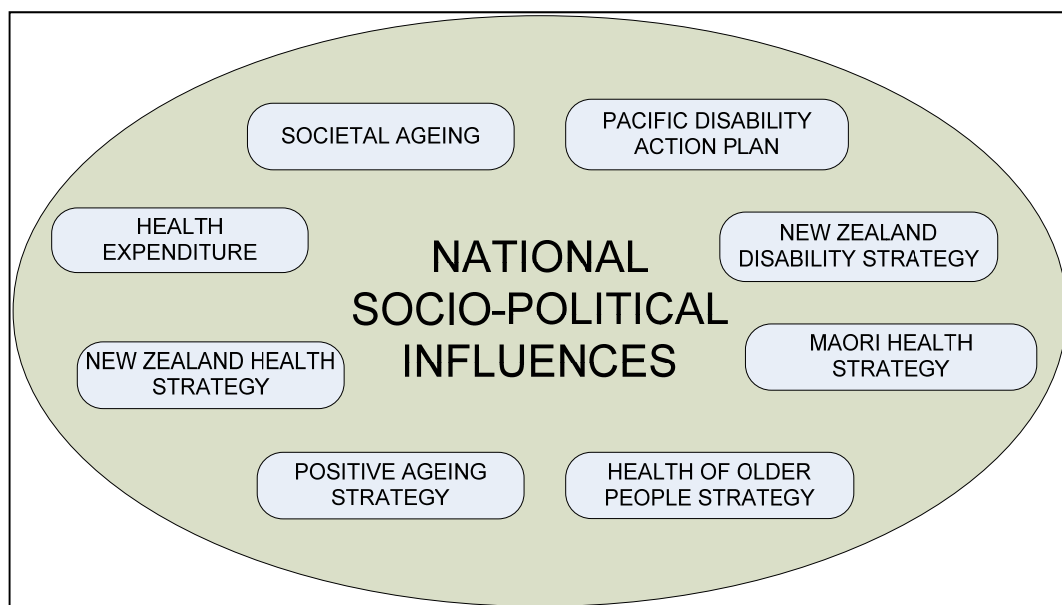 SOCIETAL AGEING
PACIFIC DISABILITY
ACTION PLAN
HEALTH
EXPENDITURE
NEW ZEALAND
DISABILITY STRATEGY
NATIONAL
SOCIO-POLITICAL
INFLUENCES
NEW ZEALAND HEALTH
STRATEGY
MAORI HEALTH
STRATEGY
POSITIVE AGEING
STRATEGY
HEALTH OF OLDER
PEOPLE STRATEGY